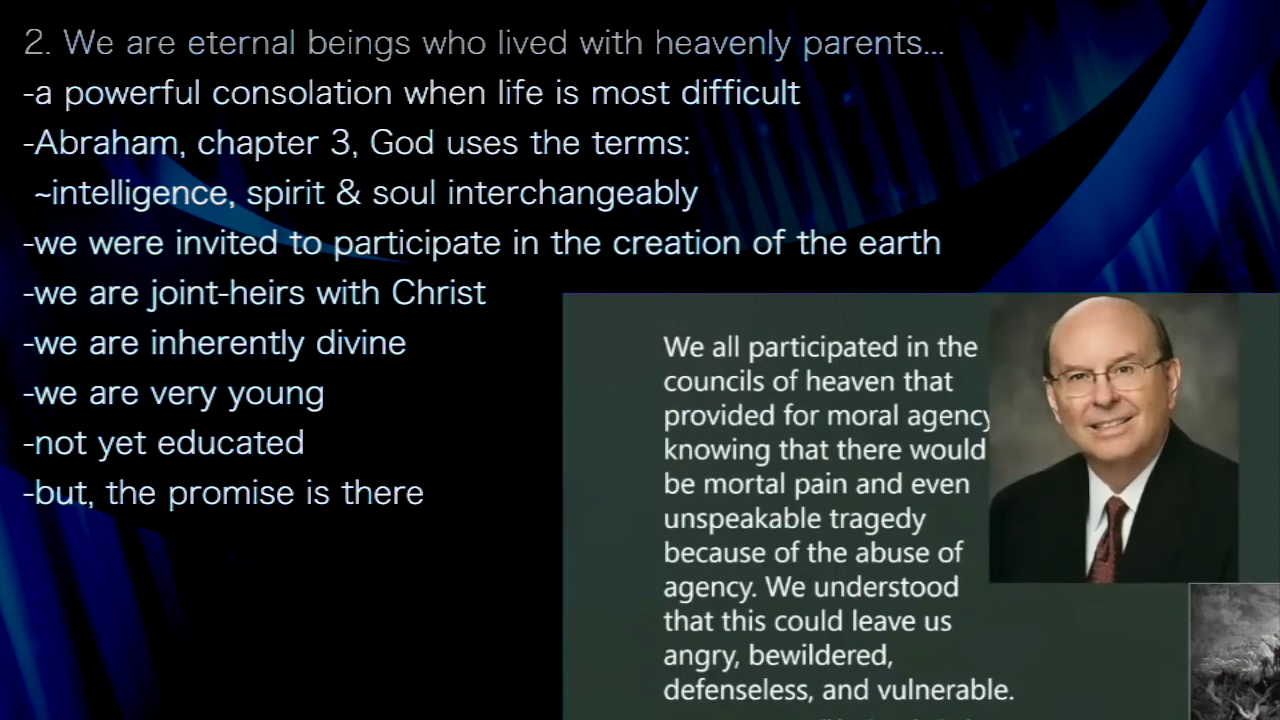 2. We are eternal beings who lived with heavenly parents...
-a powerful consolation when life is most difficult
-Abraham, chapter 3, God uses the terms:
~intelligence, spirit & soul interchangeably
-we were invited to participate in the creation of the earth
-we are joint-heirs with Christ
-we are inherently divine
-we are very young
-not yet educated
-but, the promise is there
We all participated in the
councils of heaven that
provided for moral agency
knowing that there would
be mortal pain and even
unspeakable tragedy
because of the abuse of
agency. We understood
that this could leave us
angry, bewildered,
defenseless, and vulnerable.